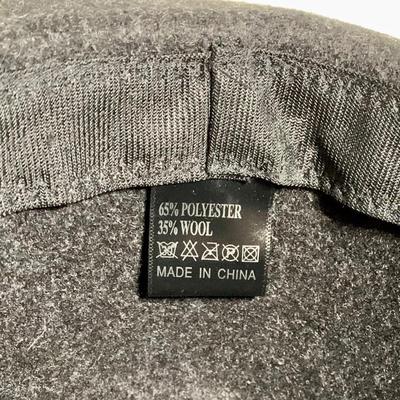 65% POLYESTER
35% WOOL
MADE IN CHINA